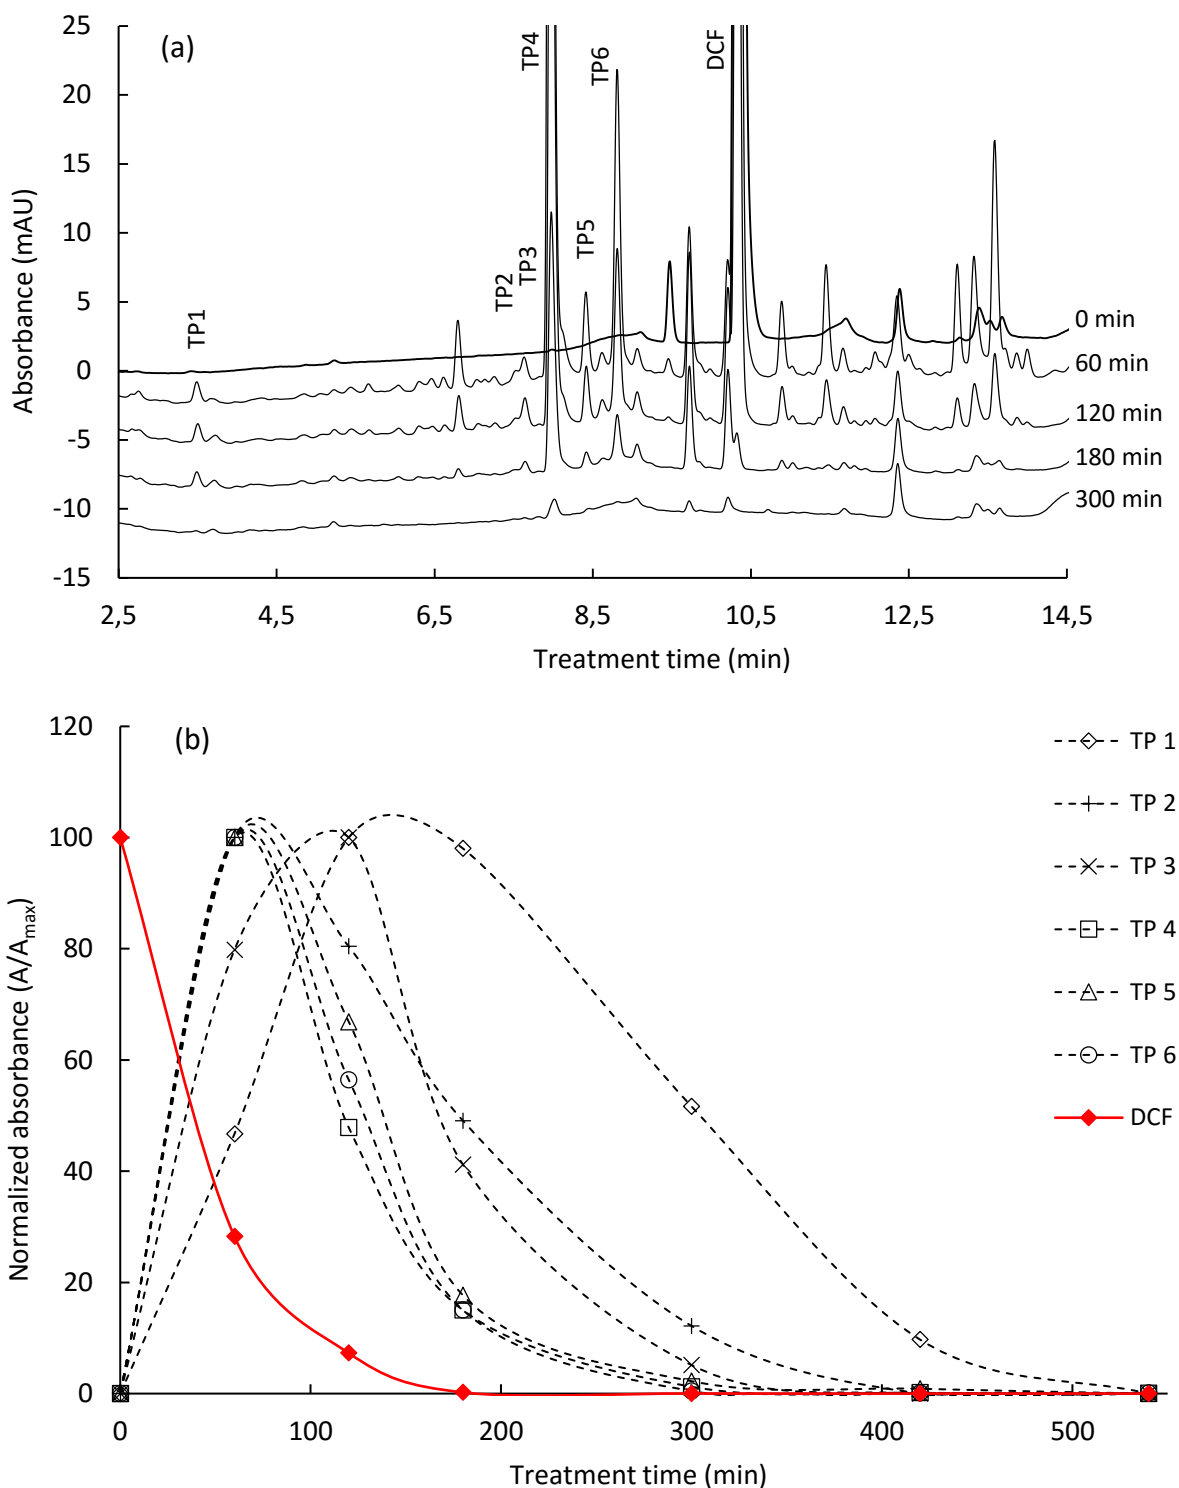 (a)
25
20
15
10
5
0
-5
-10
-15
Absorbance (mAU)
TP1
TP2
TP3
TP4
TP5
TP6
DCF
0 min
60 min
120 min
180 min
300 min
2,5 4,5 6,5 8,5 10,5 12,5 14,5
Treatment time (min)
(b)
120
100
80
60
40
20
0
Normalized absorbance (A/Amax)
TP 1
TP 2
TP 3
TP 4
TP 5
TP 6
DCF
0 100 200 300 400 500
Treatment time (min)